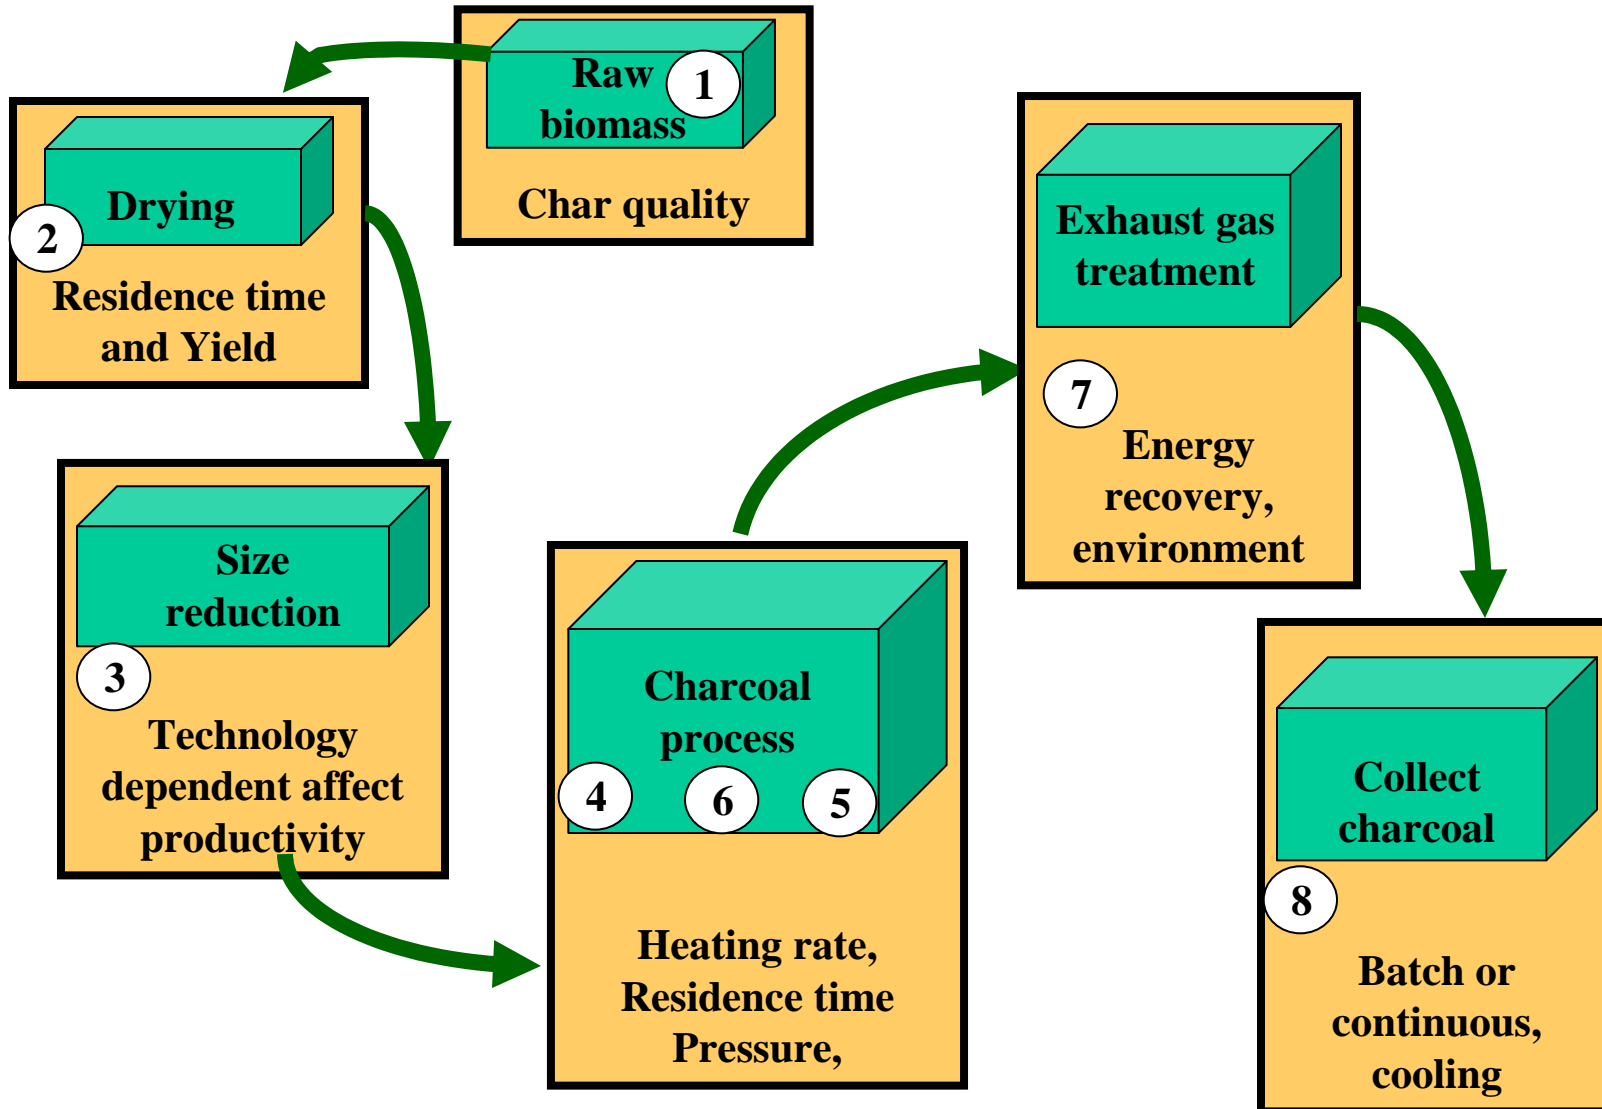 Raw
biomass
1
Char quality
Drying
2
Residence time
and Yield
Size
reduction
3
Technology
dependent affect
productivity
Charcoal
process
4
6
5
Heating rate,
Residence time
Pressure,
Exhaust gas
treatment
7
Energy
recovery,
environment
Collect
charcoal
8
Batch or
continuous,
cooling